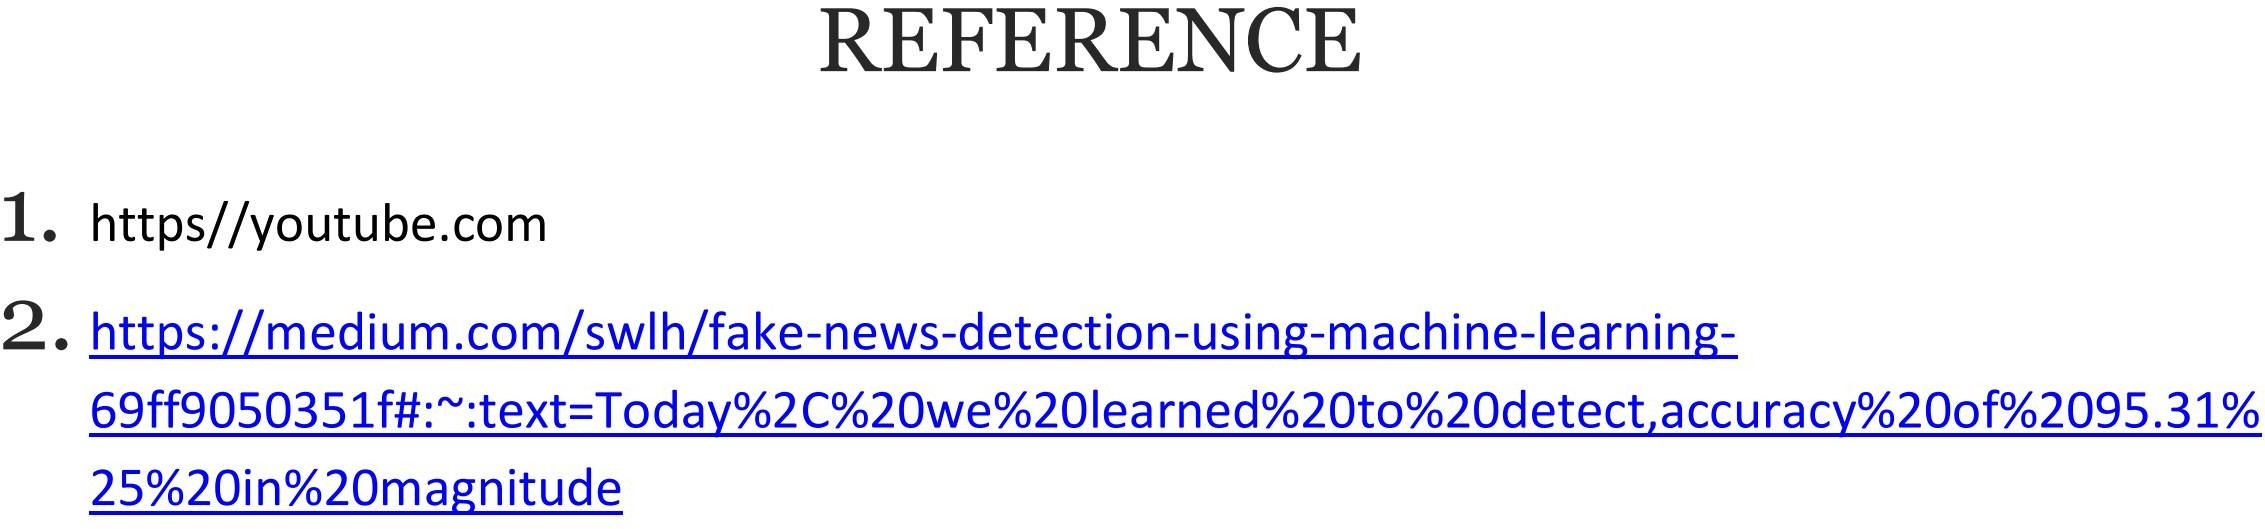 REFERENCE
1. https//youtube.com
2. https://medium.com/swlh/fake-news-detection-using-machine-learning-
69ff9050351f#:~:text=Today%2C%20we%20learned%20to%20detect,accuracy%20of%2095.31%
25%20in%20magnitude